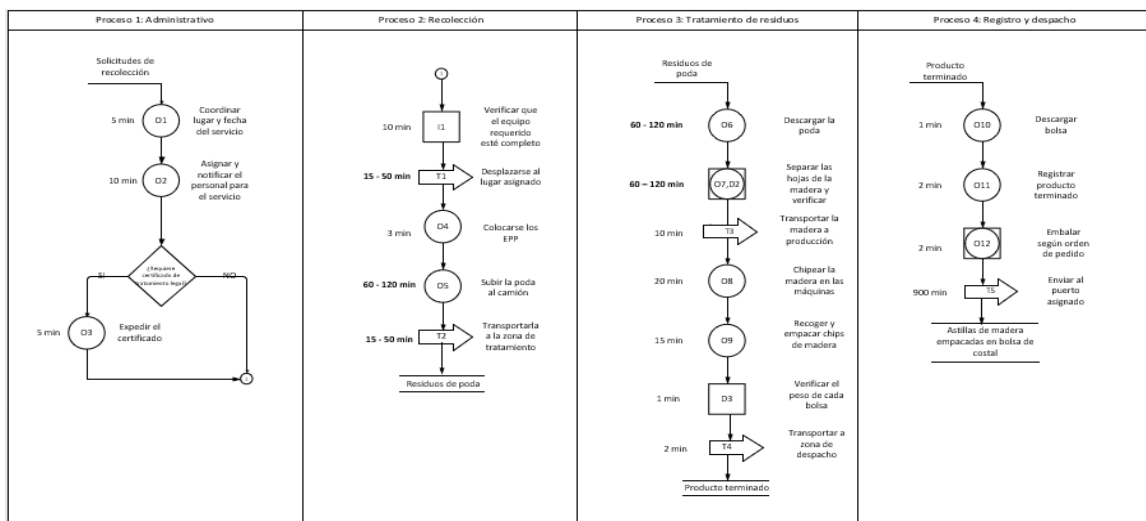 Proceso 1: Administrativo
Solicitudes de
recolección
5 min
O1
Coordinar
lugar y fecha
del servicio
10 min
O2
Asignar y
notificar el
personal para
el servicio
¿Requiere
certificado de
tratamiento legal?
SI
NO
5 min
O3
Expedir el
certificado
Proceso 2: Recolección
10 min
I1
Verificar que
el equipo
requerido
esté completo
15 - 50 min
T1
Desplazarse al
lugar asignado
3 min
O4
Colocarse los
EPP
60 - 120 min
O5
Subir la poda
al camión
15 - 50 min
T2
Transportarla
a la zona de
tratamiento
Residuos de poda
Proceso 3: Tratamiento de residuos
Residuos de
poda
60 - 120 min
O6
Descargar la
poda
60 – 120 min
O7,D2
Separar las
hojas de la
madera y
verificar
10 min
T3
Transportar la
madera a
producción
20 min
O8
Chipear la
madera en las
máquinas
15 min
O9
Recoger y
empacar chips
de madera
1 min
D3
Verificar el
peso de cada
bolsa
2 min
T4
Transportar a
zona de
despacho
Producto terminado
Proceso 4: Registro y despacho
Producto
terminado
1 min
O10
Descargar
bolsa
2 min
O11
Registrar
producto
terminado
2 min
O12
Embalar
según orden
de pedido
900 min
T5
Enviar al
puerto
asignado
Astillas de madera
empacadas en bolsa de
costal